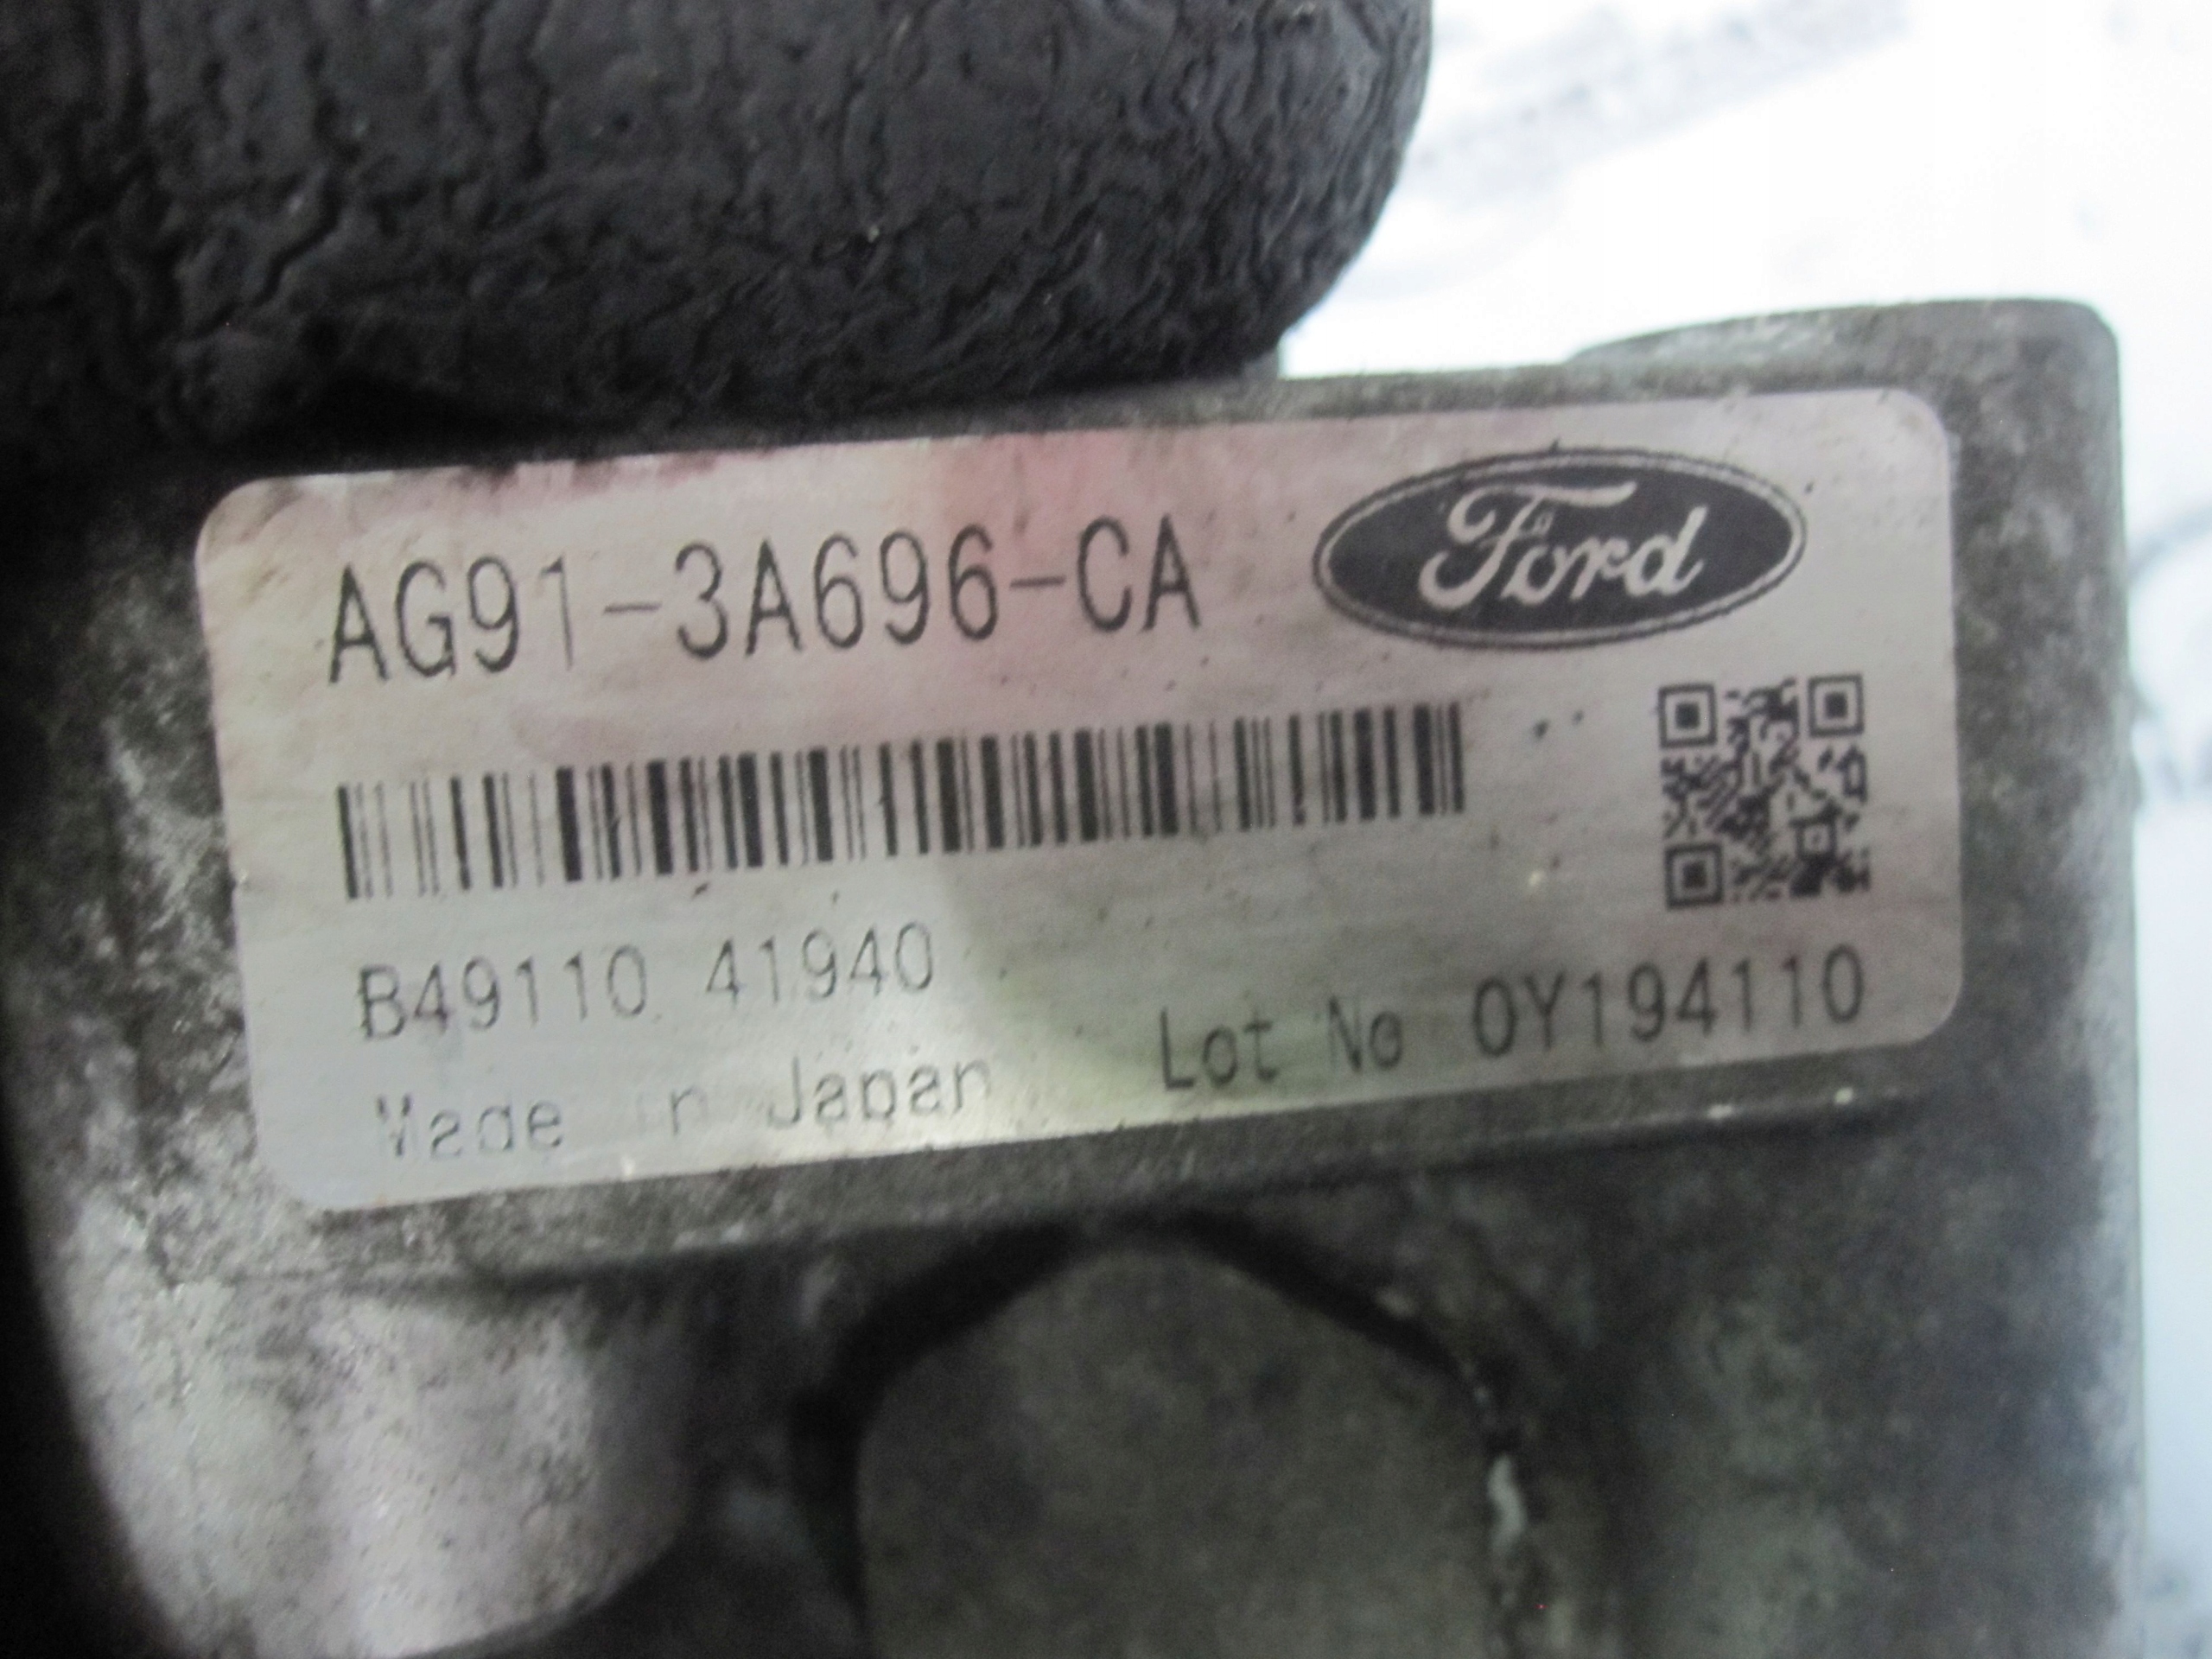 AG91-3A696-CA
Ford
B49110 41940
Lot No 0Y194110
Made in Japan